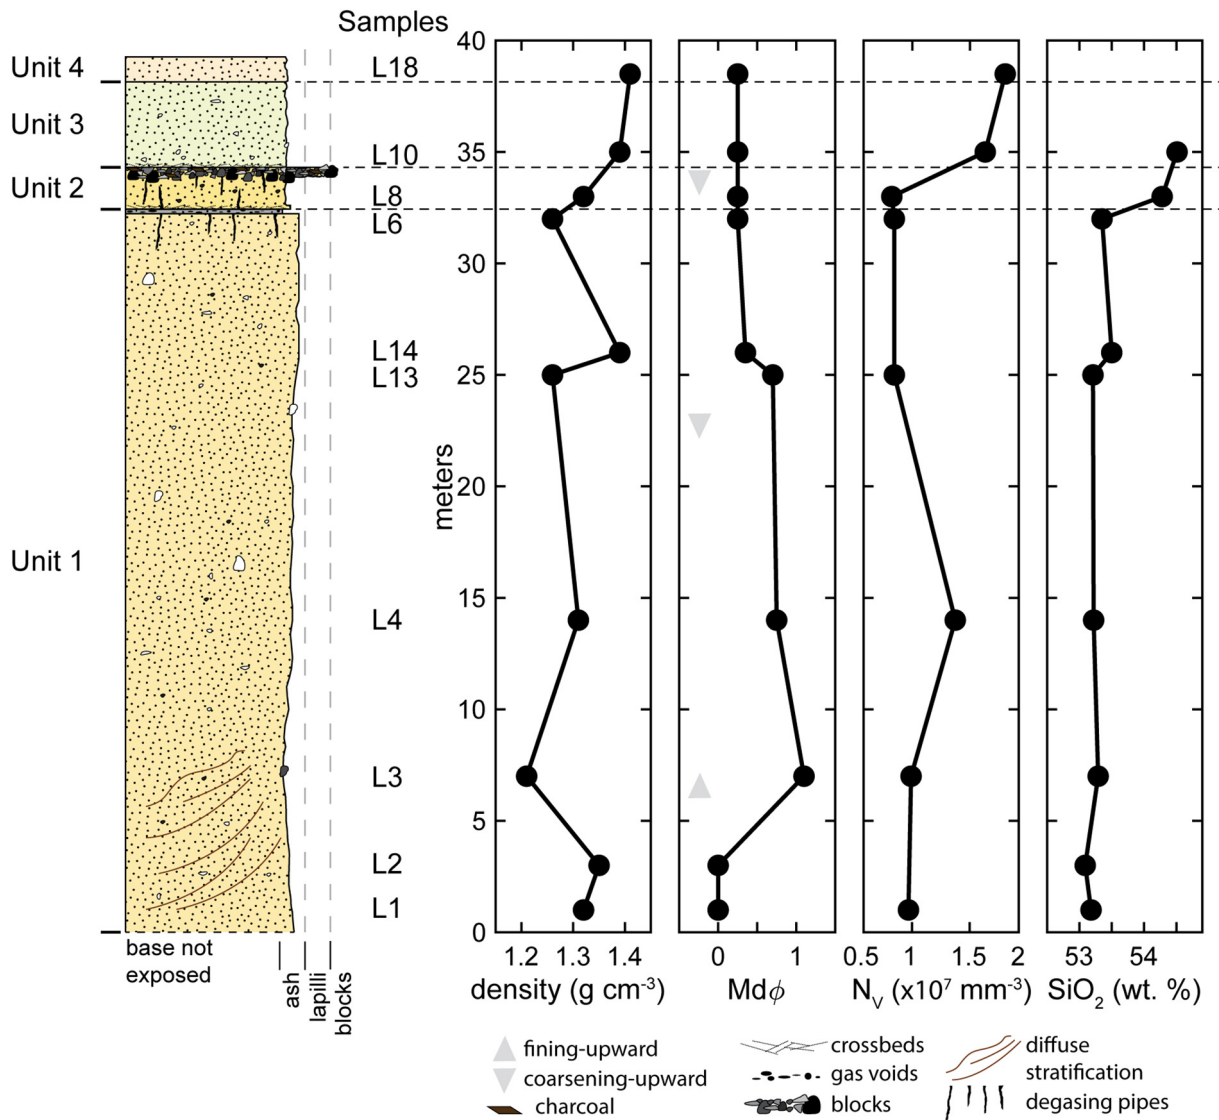 Samples
Unit 4
Unit 3
Unit 2
Unit 1
L18
L10
L8
L6
L14
L13
L4
L3
L2
L1
base not
exposed
ash
lapilli
blocks
meters
40
35
30
25
20
15
10
5
0
1.2 1.3 1.4
density (g cm⁻³)
0 1
Mdϕ
0.5 1 1.5 2
N_V (x10⁷ mm⁻³)
53 54
SiO₂ (wt. %)
fining-upward
coarsening-upward
charcoal
crossbeds
gas voids
blocks
diffuse
stratification
degasing pipes